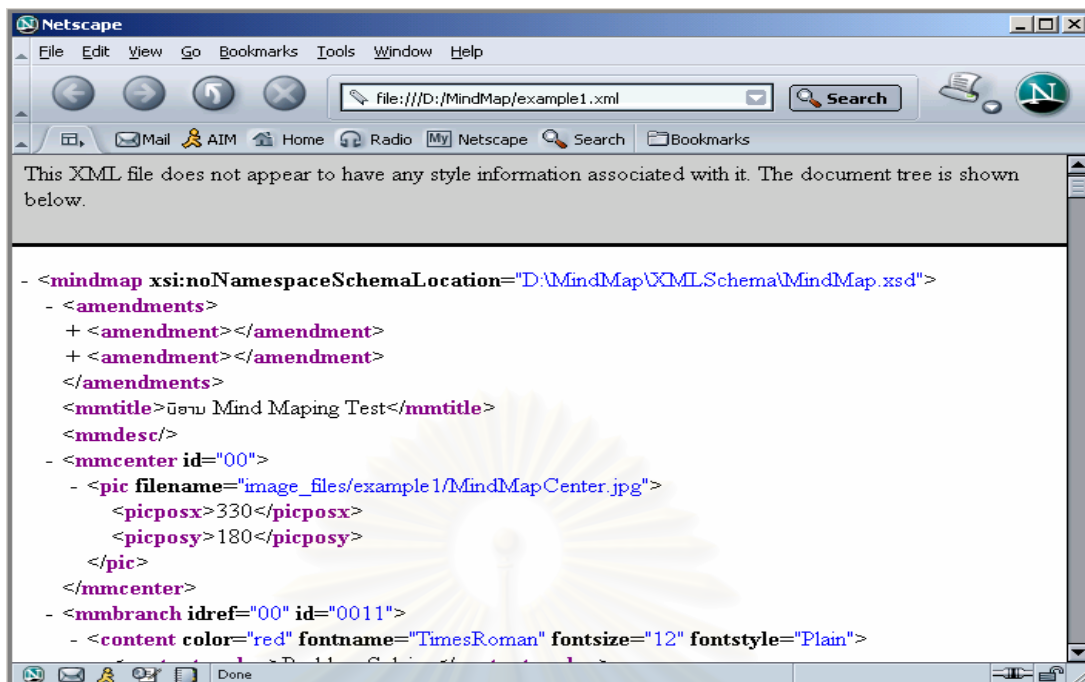 Netscape
File Edit View Go Bookmarks Tools Window Help
file:///D:/MindMap/example1.xml Search N
Mail AIM Home Radio My Netscape Search Bookmarks
This XML file does not appear to have any style information associated with it. The document tree is shown
below.
- <mindmap xsi:noNamespaceSchemaLocation="D:\MindMap\XMLSchema\MindMap.xsd">
- <amendments>
+ <amendment></amendment>
+ <amendment></amendment>
</amendments>
<mmtitle>นิยาม Mind Maping Test</mmtitle>
<mmdesc/>
- <mmcenter id="00">
- <pic filename="image_files/example1/MindMapCenter.jpg">
<picposx>330</picposx>
<picposy>180</picposy>
</pic>
</mmcenter>
- <mmbranch idref="00" id="0011">
- <content color="red" fontname="TimesRoman" fontsize="12" fontstyle="Plain">
Done